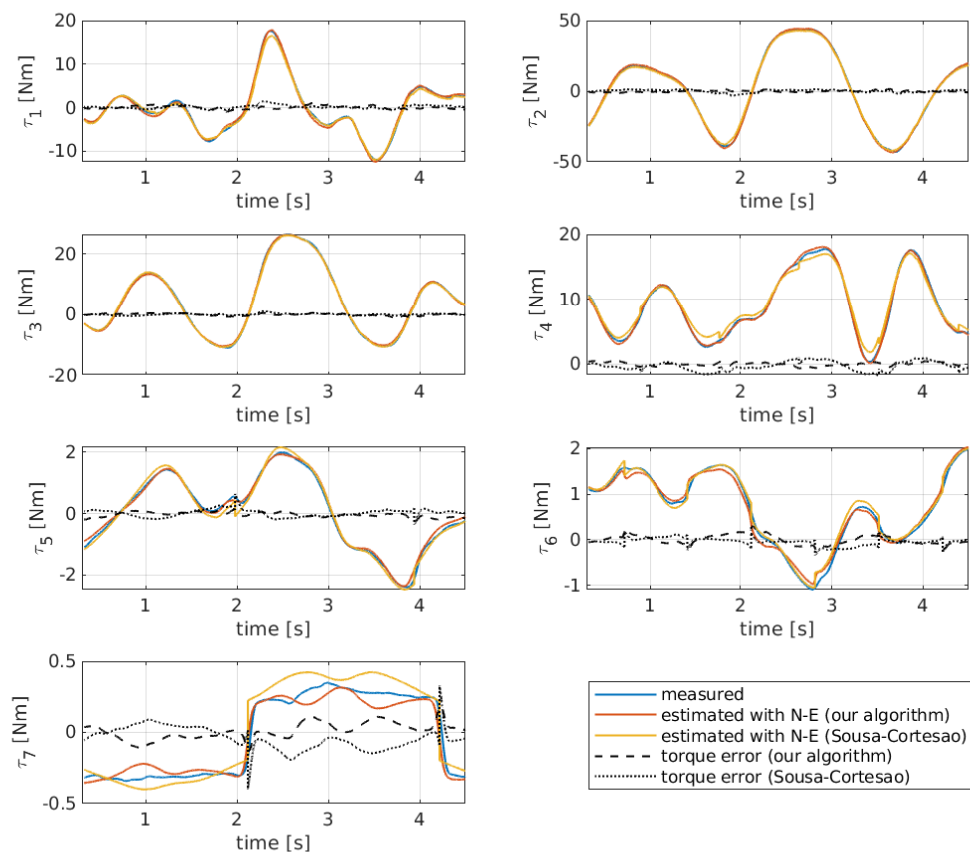 20
10
0
-10
τ1 [Nm]
1 2 3 4
time [s]
50
0
-50
τ2 [Nm]
1 2 3 4
time [s]
20
0
-20
τ3 [Nm]
1 2 3 4
time [s]
20
10
0
τ4 [Nm]
1 2 3 4
time [s]
2
0
-2
τ5 [Nm]
1 2 3 4
time [s]
2
1
0
-1
τ6 [Nm]
1 2 3 4
time [s]
0.5
0
-0.5
τ7 [Nm]
1 2 3 4
time [s]
measured
estimated with N-E (our algorithm)
estimated with N-E (Sousa-Cortesao)
torque error (our algorithm)
torque error (Sousa-Cortesao)